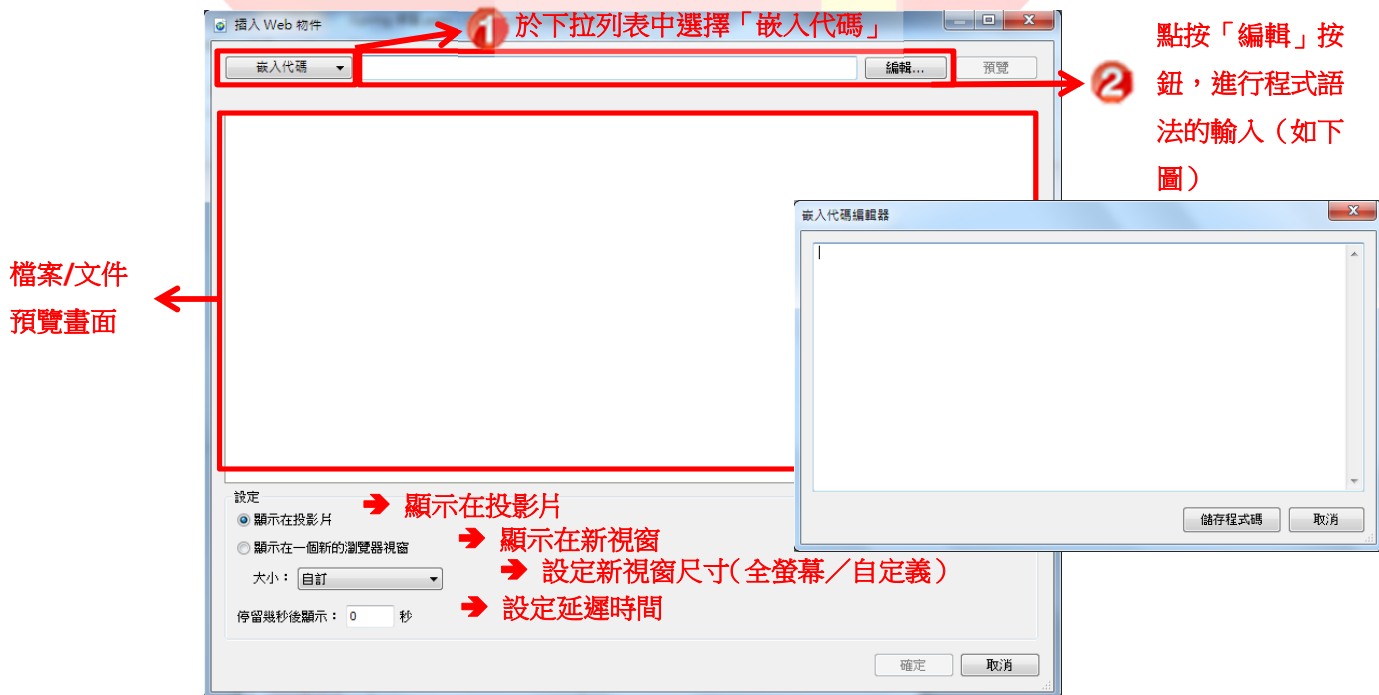 插入 Web 物件
1 於下拉列表中選擇「嵌入代碼」
嵌入代碼
編輯...
預覽
2 點按「編輯」按
鈕，進行程式語
法的輸入（如下
圖）
嵌入代碼編輯器
檔案/文件
預覽畫面
儲存程式碼
取消
設定
顯示在投影片
顯示在投影片
顯示在一個新的瀏覽器視窗
顯示在新視窗
大小：
自訂
設定新視窗尺寸(全螢幕／自定義)
停留幾秒後顯示：
0
秒
設定延遲時間
確定
取消